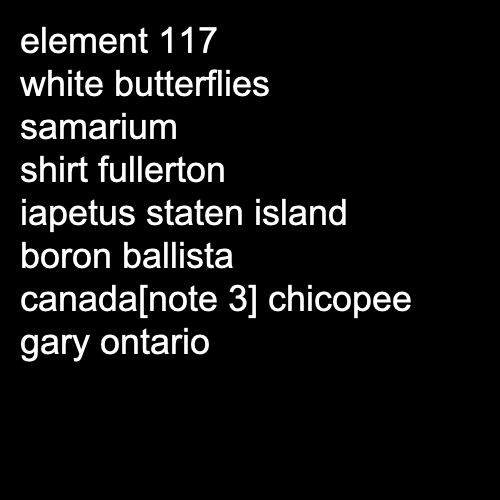 element 117
white butterflies
samarium
shirt fullerton
iapetus staten island
boron ballista
canada[note 3] chicopee
gary ontario